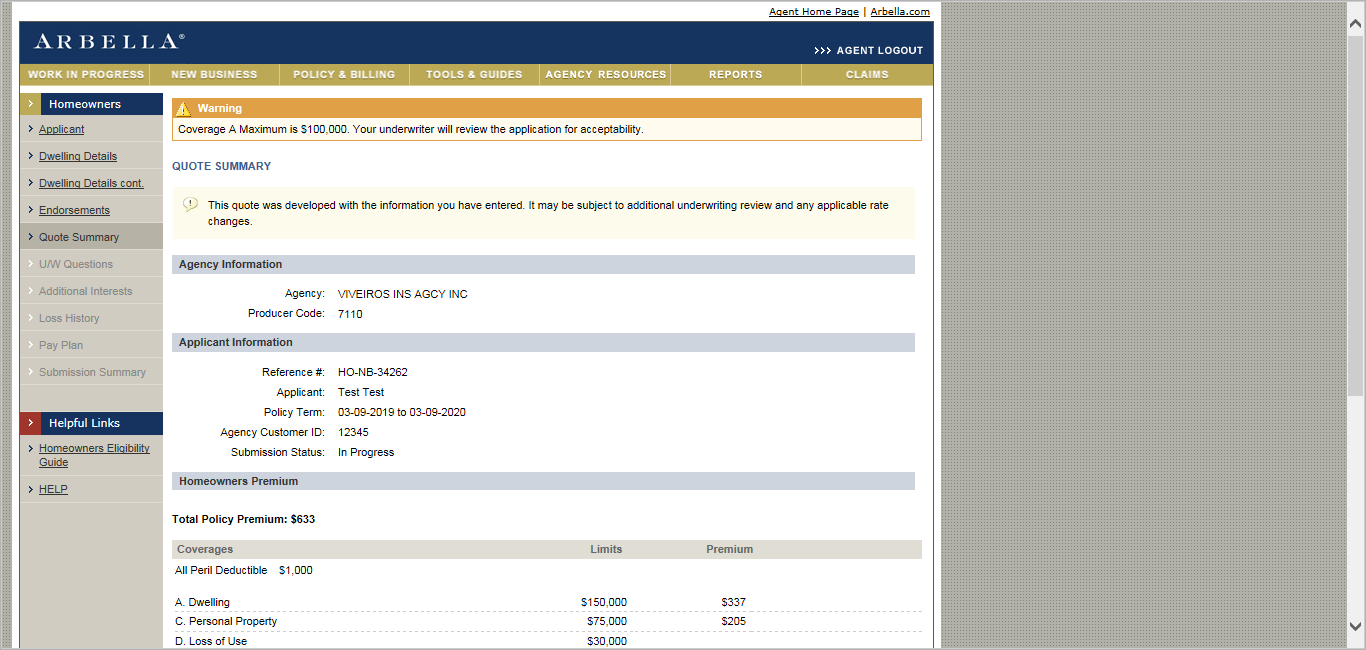 Agent Home Page | Arbella.com
ARBELLA®
>>> AGENT LOGOUT
WORK IN PROGRESS NEW BUSINESS POLICY & BILLING TOOLS & GUIDES AGENCY RESOURCES REPORTS CLAIMS
Homeowners
Applicant
Dwelling Details
Dwelling Details cont.
Endorsements
Quote Summary
U/W Questions
Additional Interests
Loss History
Pay Plan
Submission Summary
Helpful Links
Homeowners Eligibility
Guide
HELP
Warning
Coverage A Maximum is $100,000. Your underwriter will review the application for acceptability.
QUOTE SUMMARY
This quote was developed with the information you have entered. It may be subject to additional underwriting review and any applicable rate
changes.
Agency Information
Agency: VIVEIROS INS AGCY INC
Producer Code: 7110
Applicant Information
Reference #: HO-NB-34262
Applicant: Test Test
Policy Term: 03-09-2019 to 03-09-2020
Agency Customer ID: 12345
Submission Status: In Progress
Homeowners Premium
Total Policy Premium: $633
Coverages Limits Premium
All Peril Deductible $1,000
A. Dwelling $150,000 $337
C. Personal Property $75,000 $205
D. Loss of Use $30,000